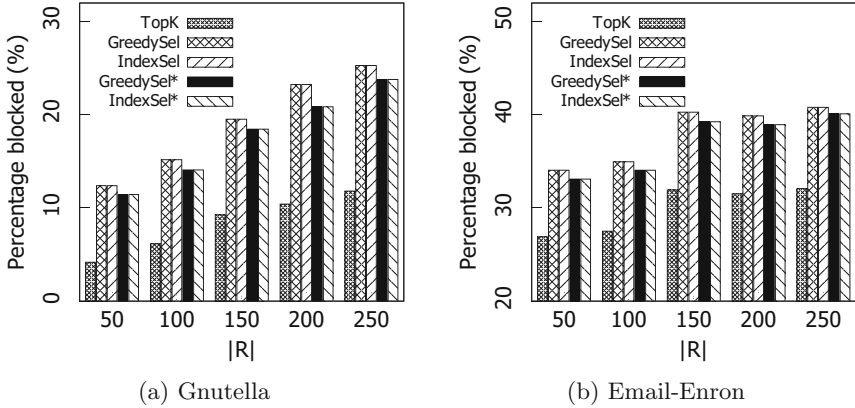 Percentage blocked (%)
30
20
10
0
TopK
GreedySel
IndexSel
GreedySel*
IndexSel*
50 100 150 200 250
|R|
(a) Gnutella
Percentage blocked (%)
50
40
30
20
TopK
GreedySel
IndexSel
GreedySel*
IndexSel*
50 100 150 200 250
|R|
(b) Email-Enron